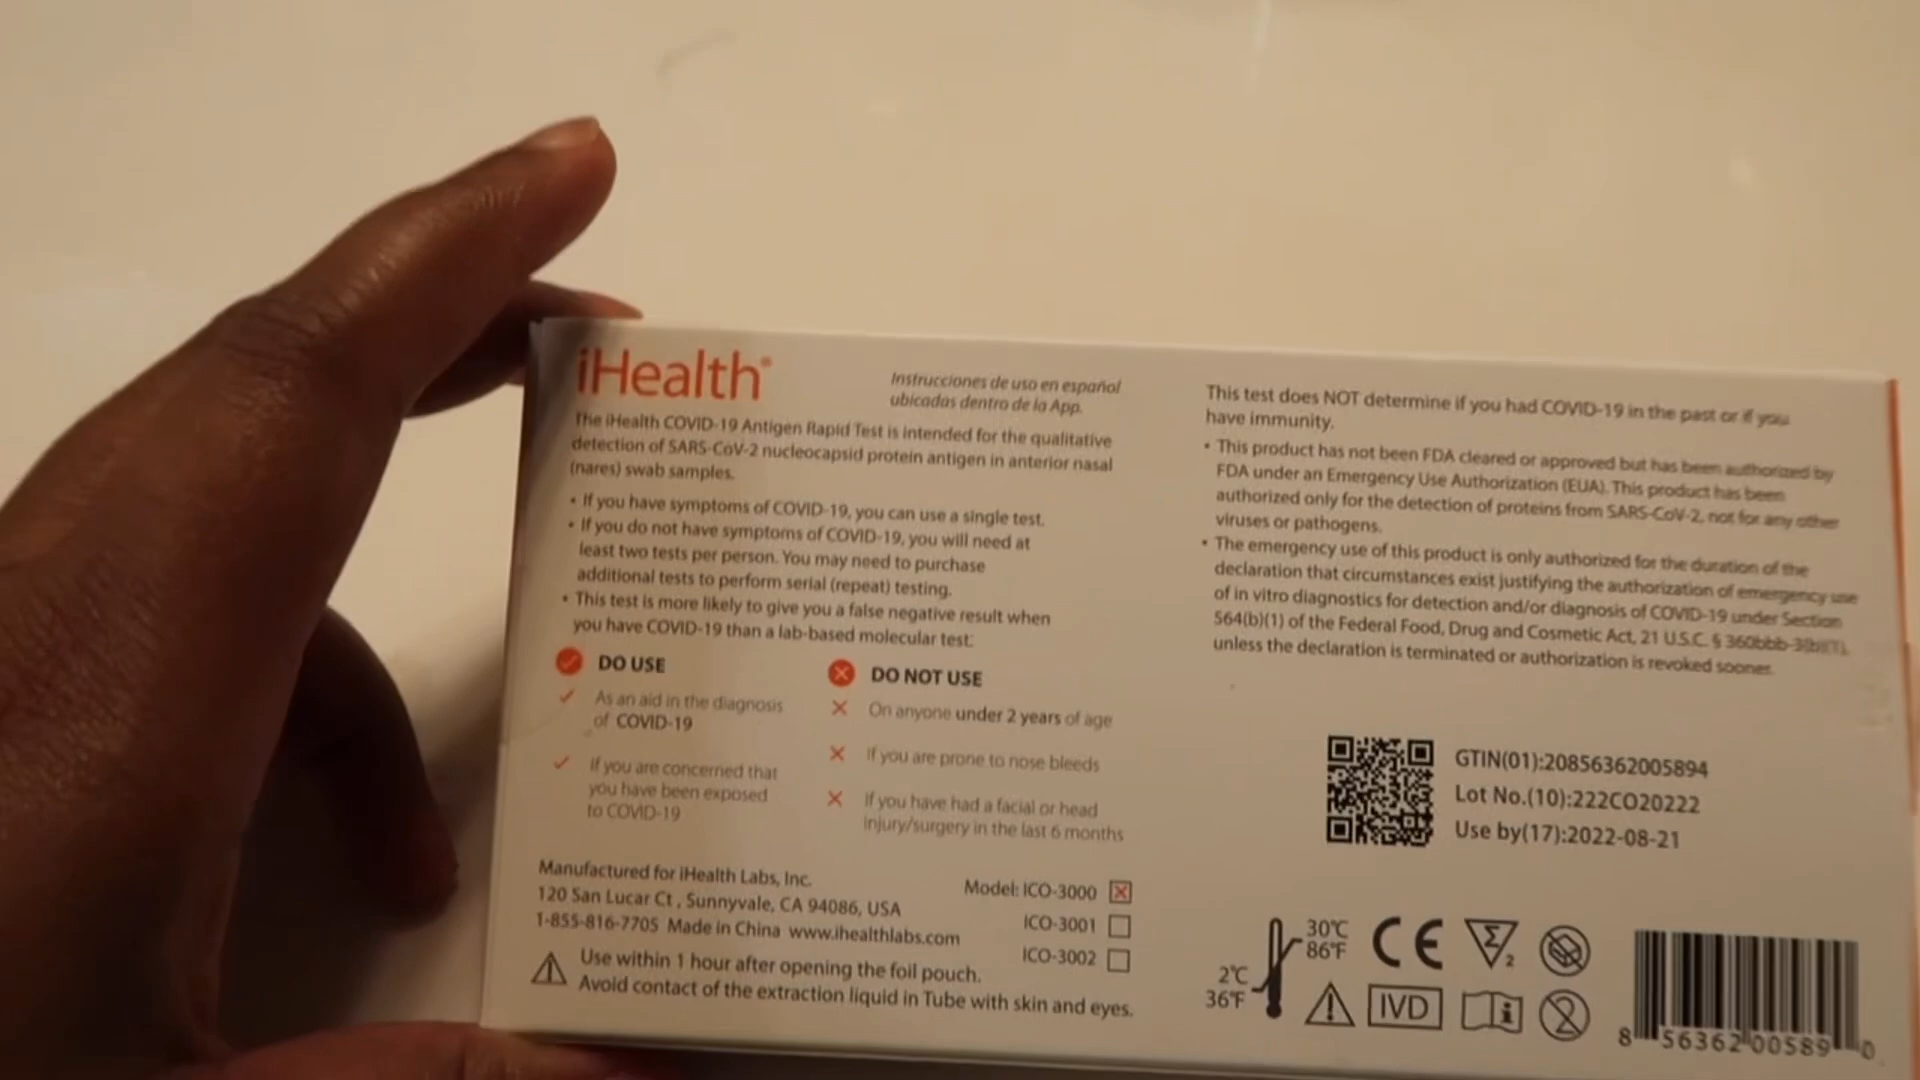 iHealth®
Instrucciones de uso en español
ubicadas dentro de la App.
The iHealth COVID-19 Antigen Rapid Test is intended for the qualitative
detection of SARS-CoV-2 nucleocapsid protein antigen in anterior nasal
(nares) swab samples.
• If you have symptoms of COVID-19, you can use a single test.
• If you do not have symptoms of COVID-19, you will need at
least two tests per person. You may need to purchase
additional tests to perform serial (repeat) testing.
• This test is more likely to give you a false negative result when
you have COVID-19 than a lab-based molecular test.
DO USE
As an aid in the diagnosis
of COVID-19
If you are concerned that
you have been exposed
to COVID-19
DO NOT USE
On anyone under 2 years of age
If you are prone to nose bleeds
If you have had a facial or head
injury/surgery in the last 6 months
Manufactured for iHealth Labs, Inc.
120 San Lucar Ct , Sunnyvale, CA 94086, USA
1-855-816-7705 Made in China www.ihealthlabs.com
Model: ICO-3000
ICO-3001
ICO-3002
Use within 1 hour after opening the foil pouch.
Avoid contact of the extraction liquid in Tube with skin and eyes.
This test does NOT determine if you had COVID-19 in the past or if you
have immunity.
• This product has not been FDA cleared or approved but has been authorized by
FDA under an Emergency Use Authorization (EUA). This product has been
authorized only for the detection of proteins from SARS-CoV-2, not for any other
viruses or pathogens.
• The emergency use of this product is only authorized for the duration of the
declaration that circumstances exist justifying the authorization of emergency use
of in vitro diagnostics for detection and/or diagnosis of COVID-19 under Section
564(b)(1) of the Federal Food, Drug and Cosmetic Act, 21 U.S.C. § 360bbb-3(b)(1),
unless the declaration is terminated or authorization is revoked sooner.
GTIN(01):20856362005894
Lot No.(10):222CO20222
Use by(17):2022-08-21
30℃
86℉
2℃
36℉
CE
Σ
2
IVD
i
2
8 56362 00589 0